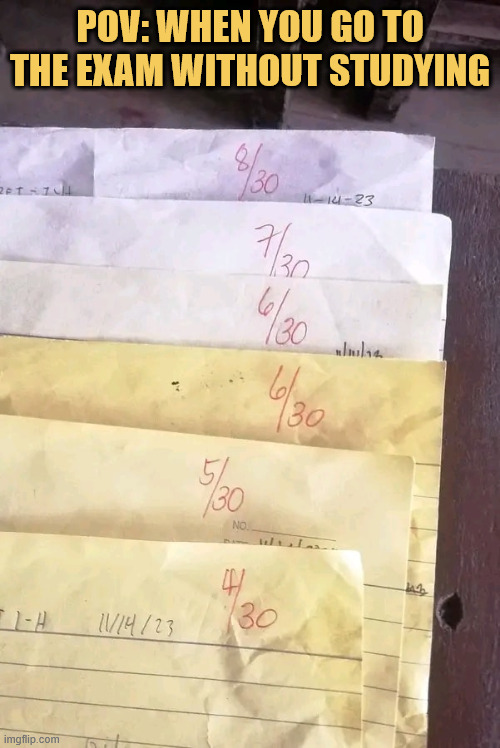 POV: WHEN YOU GO TO
THE EXAM WITHOUT STUDYING
8/30
11-14-23
7/30
6/30
6/30
5/30
NO.
4/30
I-H 11/14/23
imgflip.com